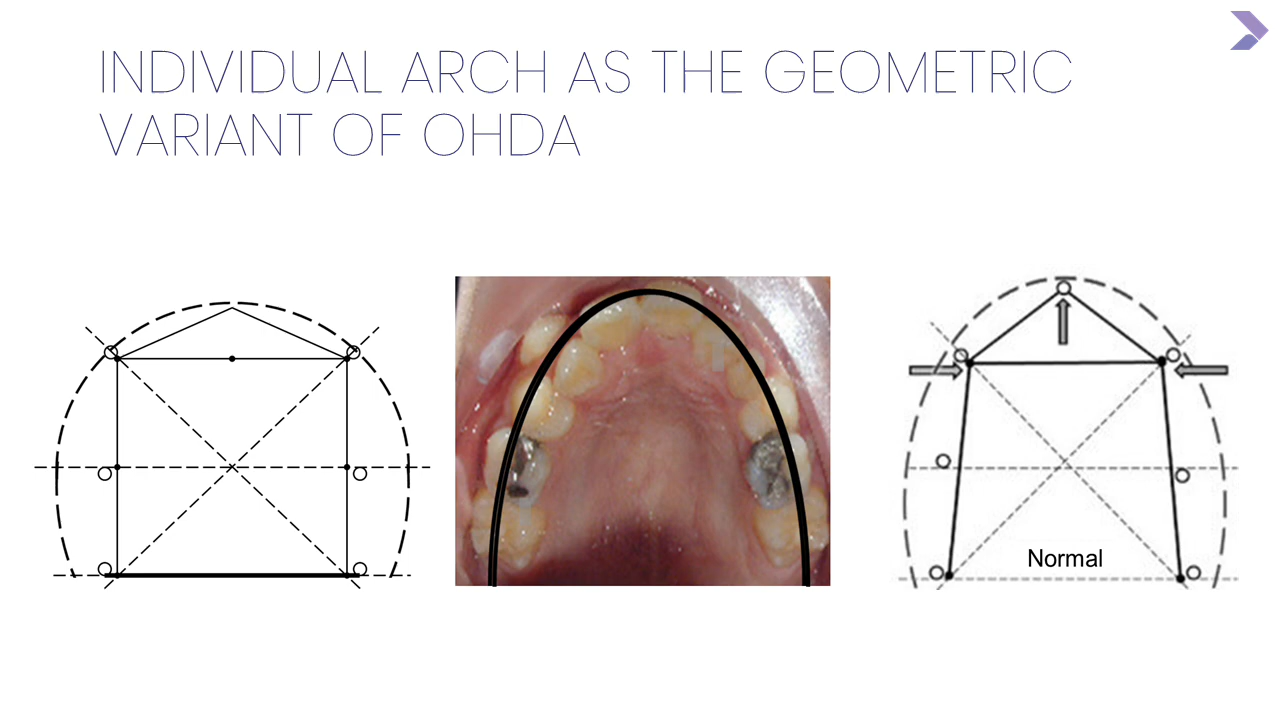 INDIVIDUAL ARCH AS THE GEOMETRIC
VARIANT OF OHDA
Normal